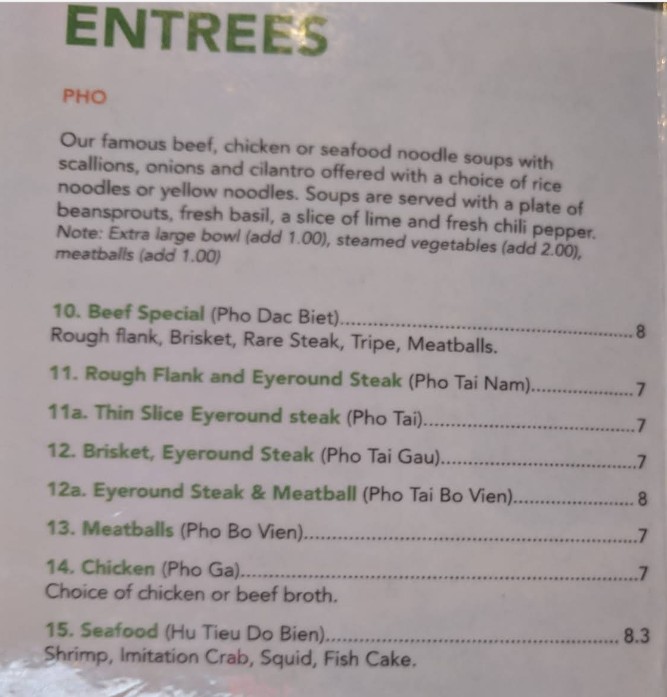 ENTREES
PHO
Our famous beef, chicken or seafood noodle soups with
scallions, onions and cilantro offered with a choice of rice
noodles or yellow noodles. Soups are served with a plate of
beansprouts, fresh basil, a slice of lime and fresh chili pepper.
Note: Extra large bowl (add 1.00), steamed vegetables (add 2.00),
meatballs (add 1.00)
10. Beef Special (Pho Dac Biet)..................................................8
Rough flank, Brisket, Rare Steak, Tripe, Meatballs.
11. Rough Flank and Eyeround Steak (Pho Tai Nam)....................7
11a. Thin Slice Eyeround steak (Pho Tai).....................................7
12. Brisket, Eyeround Steak (Pho Tai Gau)..................................7
12a. Eyeround Steak & Meatball (Pho Tai Bo Vien)......................8
13. Meatballs (Pho Bo Vien)..........................................................7
14. Chicken (Pho Ga)....................................................................7
Choice of chicken or beef broth.
15. Seafood (Hu Tieu Do Bien)..................................................8.3
Shrimp, Imitation Crab, Squid, Fish Cake.